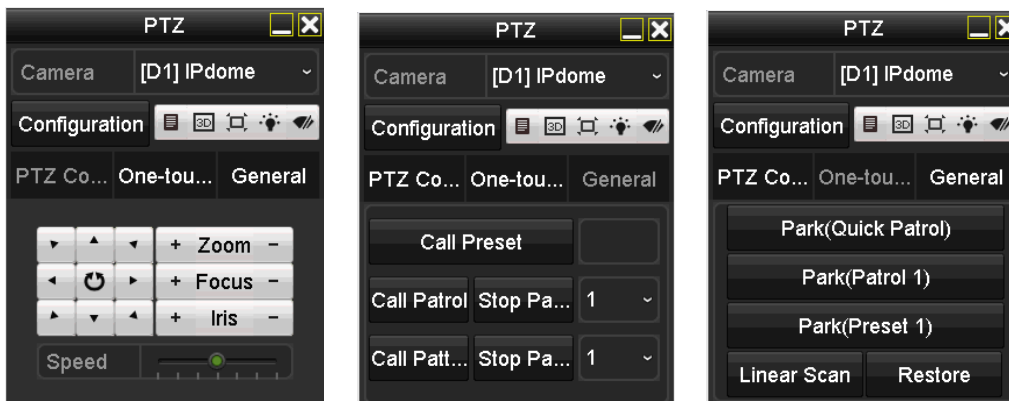 PTZ
Camera [D1] IPdome
Configuration 3D
PTZ Co... One-tou... General
+ Zoom -
+ Focus -
+ Iris -
Speed
PTZ
Camera [D1] IPdome
Configuration 3D
PTZ Co... One-tou... General
Call Preset
Call Patrol Stop Pa... 1
Call Patt... Stop Pa... 1
PTZ
Camera [D1] IPdome
Configuration 3D
PTZ Co... One-tou... General
Park(Quick Patrol)
Park(Patrol 1)
Park(Preset 1)
Linear Scan Restore